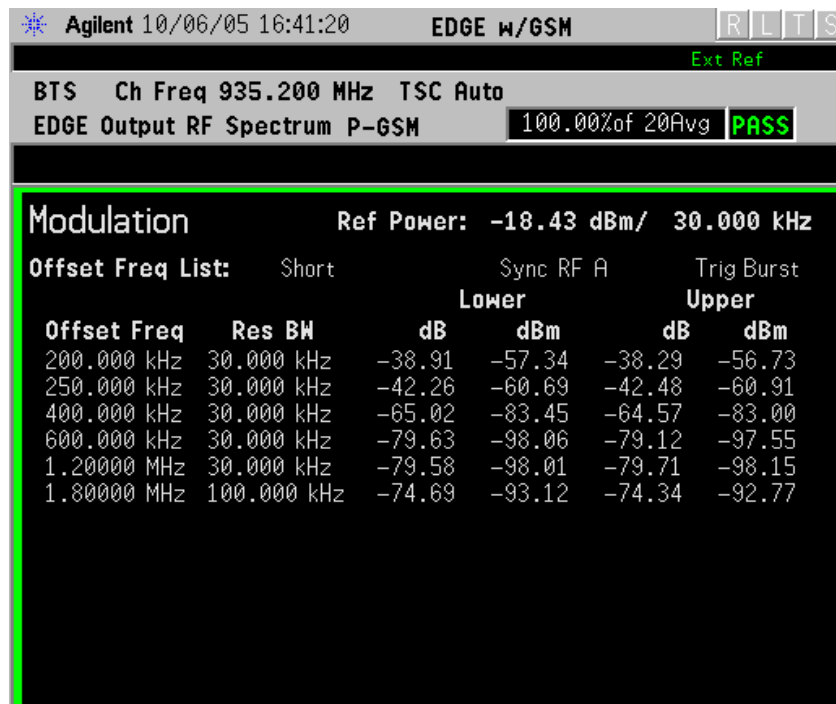 Agilent 10/06/05 16:41:20 EDGE w/GSM R L T S
Ext Ref
BTS Ch Freq 935.200 MHz TSC Auto
EDGE Output RF Spectrum P-GSM 100.00%of 20Avg PASS
Modulation Ref Power: -18.43 dBm/ 30.000 kHz
Offset Freq List: Short Sync RF A Trig Burst
Lower Upper
Offset Freq Res BW dB dBm dB dBm
200.000 kHz 30.000 kHz -38.91 -57.34 -38.29 -56.73
250.000 kHz 30.000 kHz -42.26 -60.69 -42.48 -60.91
400.000 kHz 30.000 kHz -65.02 -83.45 -64.57 -83.00
600.000 kHz 30.000 kHz -79.63 -98.06 -79.12 -97.55
1.20000 MHz 30.000 kHz -79.58 -98.01 -79.71 -98.15
1.80000 MHz 100.000 kHz -74.69 -93.12 -74.34 -92.77